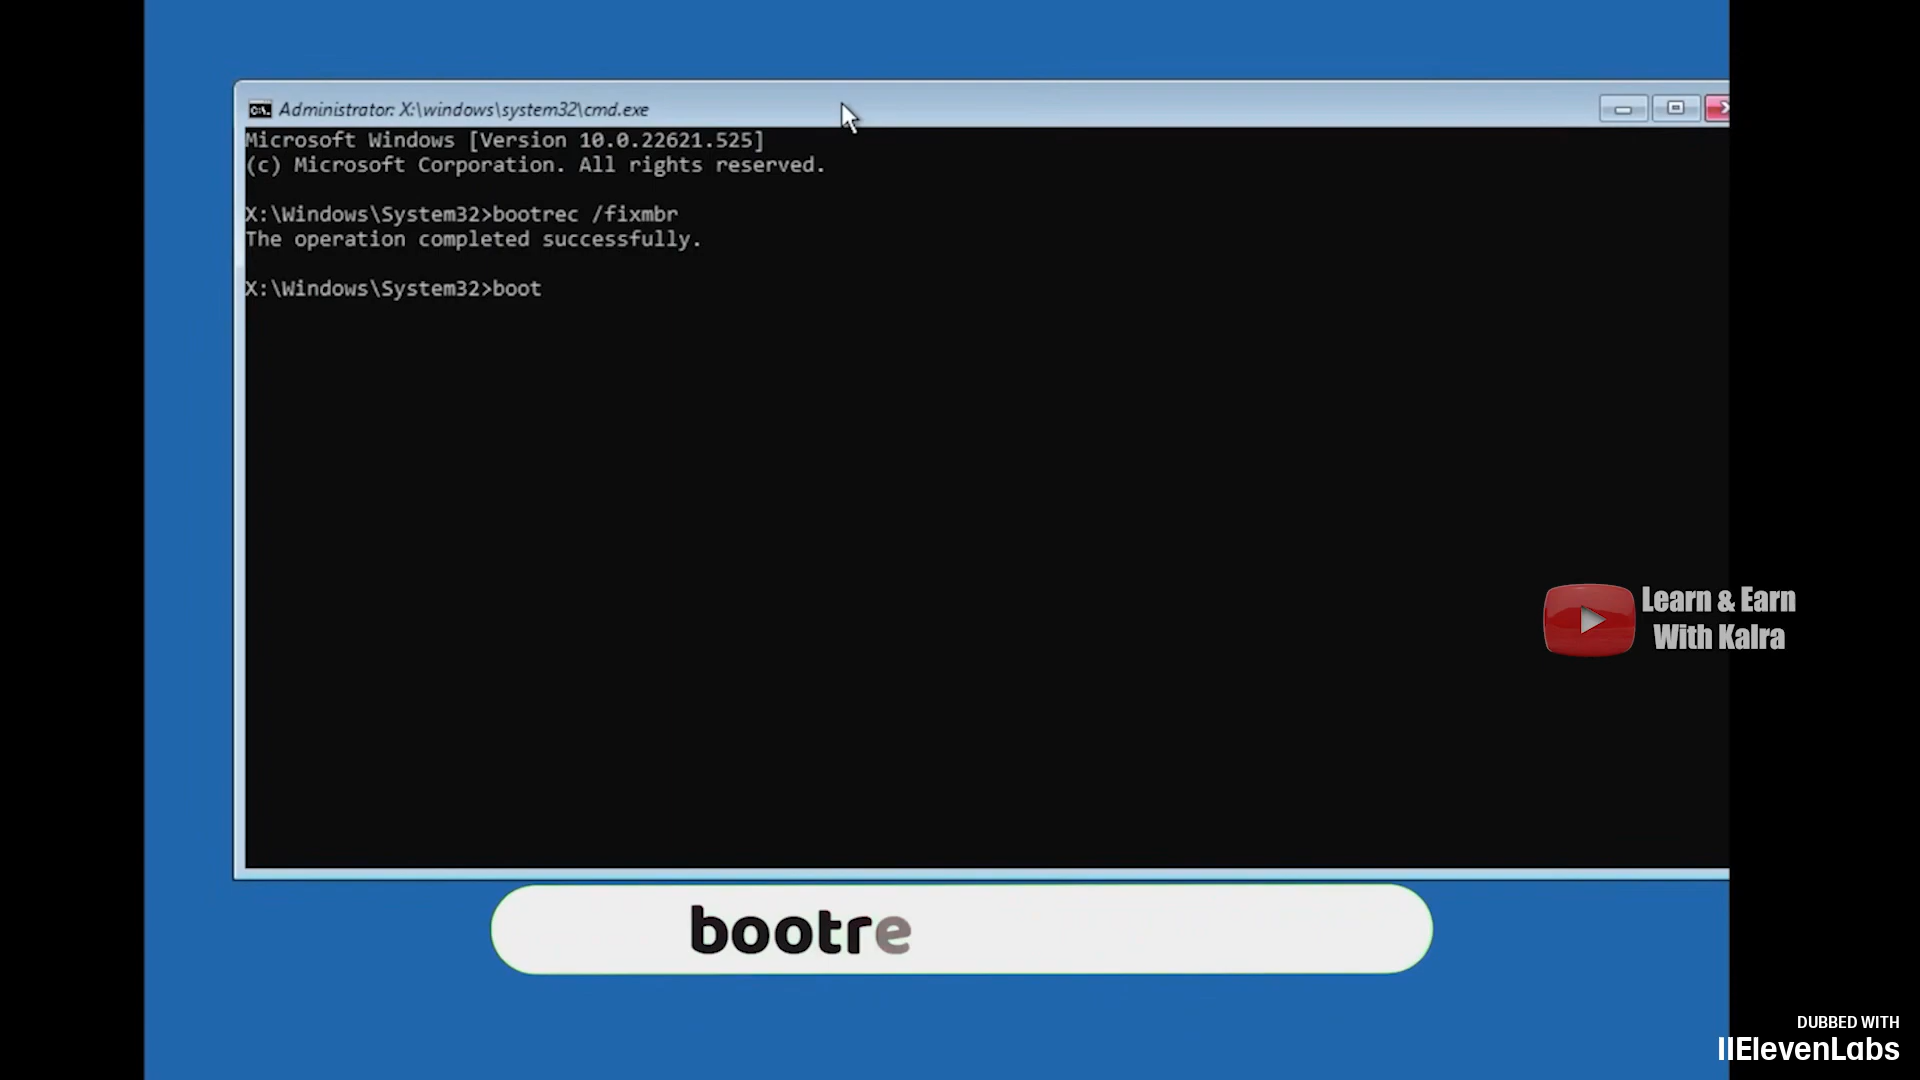 Administrator: X:\windows\system32\cmd.exe
Microsoft Windows [Version 10.0.22621.525]
(c) Microsoft Corporation. All rights reserved.
X:\Windows\System32>bootrec /fixmbr
The operation completed successfully.
X:\Windows\System32>boot
Learn & Earn
With Kalra
bootre
DUBBED WITH
IIElevenLabs